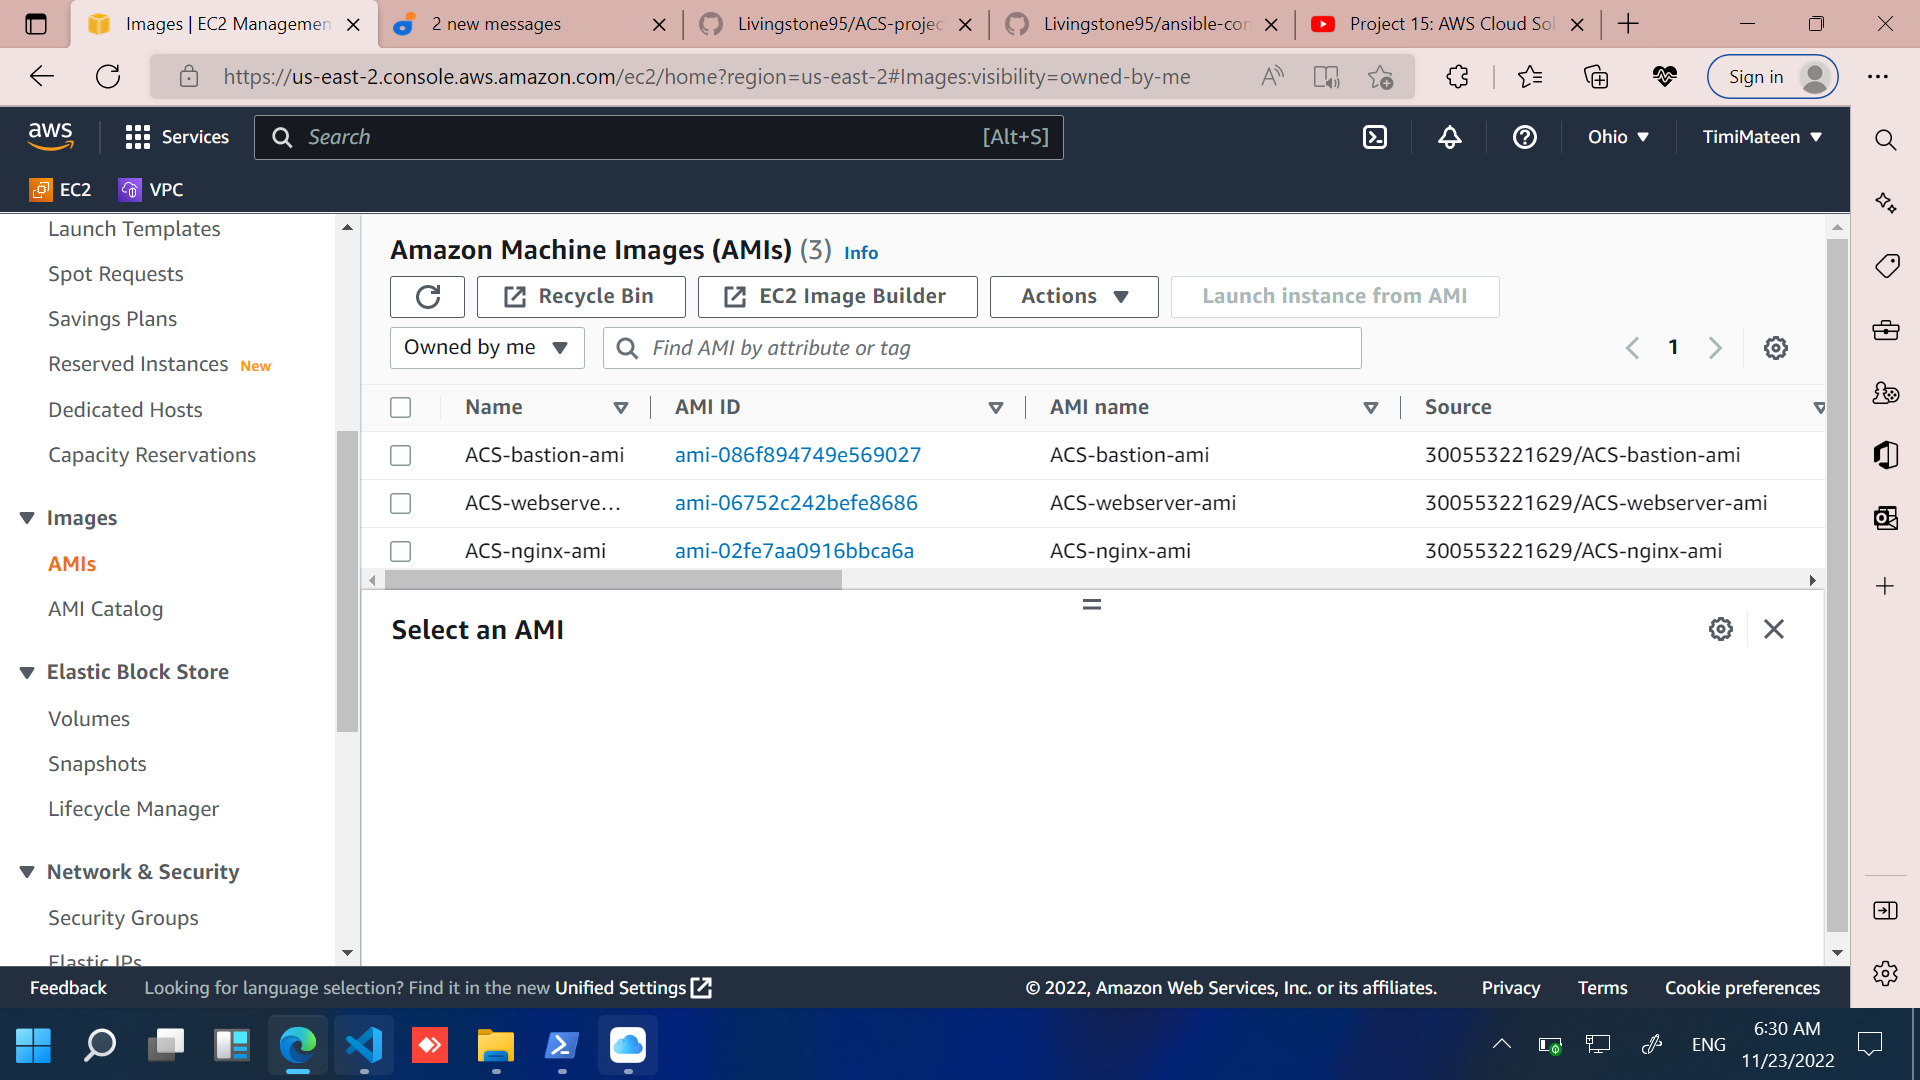 Images | EC2 Managemen
2 new messages
Livingstone95/ACS-projec
Livingstone95/ansible-con
Project 15: AWS Cloud Sol
https://us-east-2.console.aws.amazon.com/ec2/home?region=us-east-2#Images:visibility=owned-by-me
Sign in
aws
Services
Search
[Alt+S]
Ohio
TimiMateen
EC2
VPC
Launch Templates
Spot Requests
Savings Plans
Reserved Instances New
Dedicated Hosts
Capacity Reservations
Images
AMIs
AMI Catalog
Elastic Block Store
Volumes
Snapshots
Lifecycle Manager
Network & Security
Security Groups
Elastic IPs
Amazon Machine Images (AMIs) (3) Info
Recycle Bin
EC2 Image Builder
Actions
Launch instance from AMI
Owned by me
Find AMI by attribute or tag
1
Name AMI ID AMI name Source
ACS-bastion-ami ami-086f894749e569027 ACS-bastion-ami 300553221629/ACS-bastion-ami
ACS-webserve... ami-06752c242befe8686 ACS-webserver-ami 300553221629/ACS-webserver-ami
ACS-nginx-ami ami-02fe7aa0916bbca6a ACS-nginx-ami 300553221629/ACS-nginx-ami
Select an AMI
Feedback
Looking for language selection? Find it in the new Unified Settings
© 2022, Amazon Web Services, Inc. or its affiliates.
Privacy
Terms
Cookie preferences
ENG
6:30 AM
11/23/2022